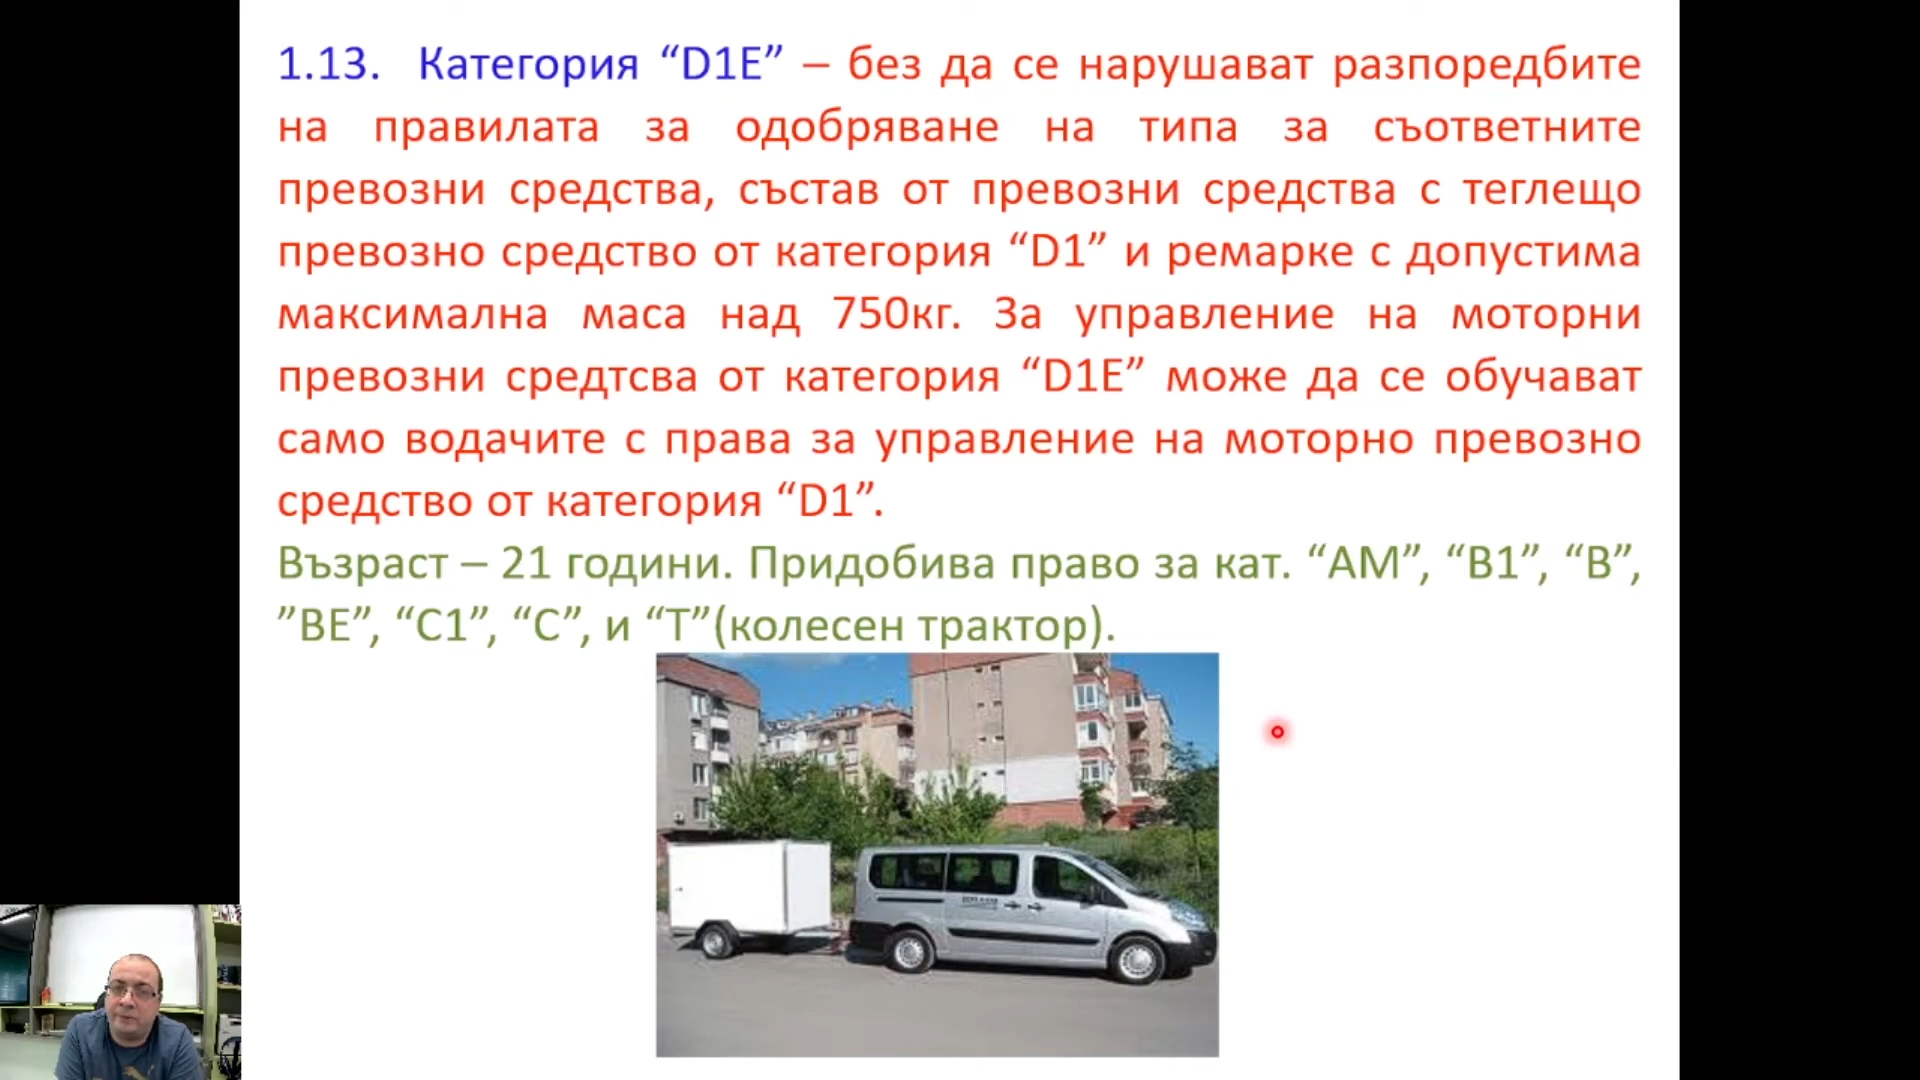 1.13. Категория “D1E” – без да се нарушават разпоредбите
на правилата за одобряване на типа за съответните
превозни средства, състав от превозни средства с теглещо
превозно средство от категория “D1” и ремарке с допустима
максимална маса над 750кг. За управление на моторни
превозни средтсва от категория “D1E” може да се обучават
само водачите с права за управление на моторно превозно
средство от категория “D1”.
Възраст – 21 години. Придобива право за кат. “AM”, “B1”, “B”,
”BE”, “C1”, “C”, и “T”(колесен трактор).